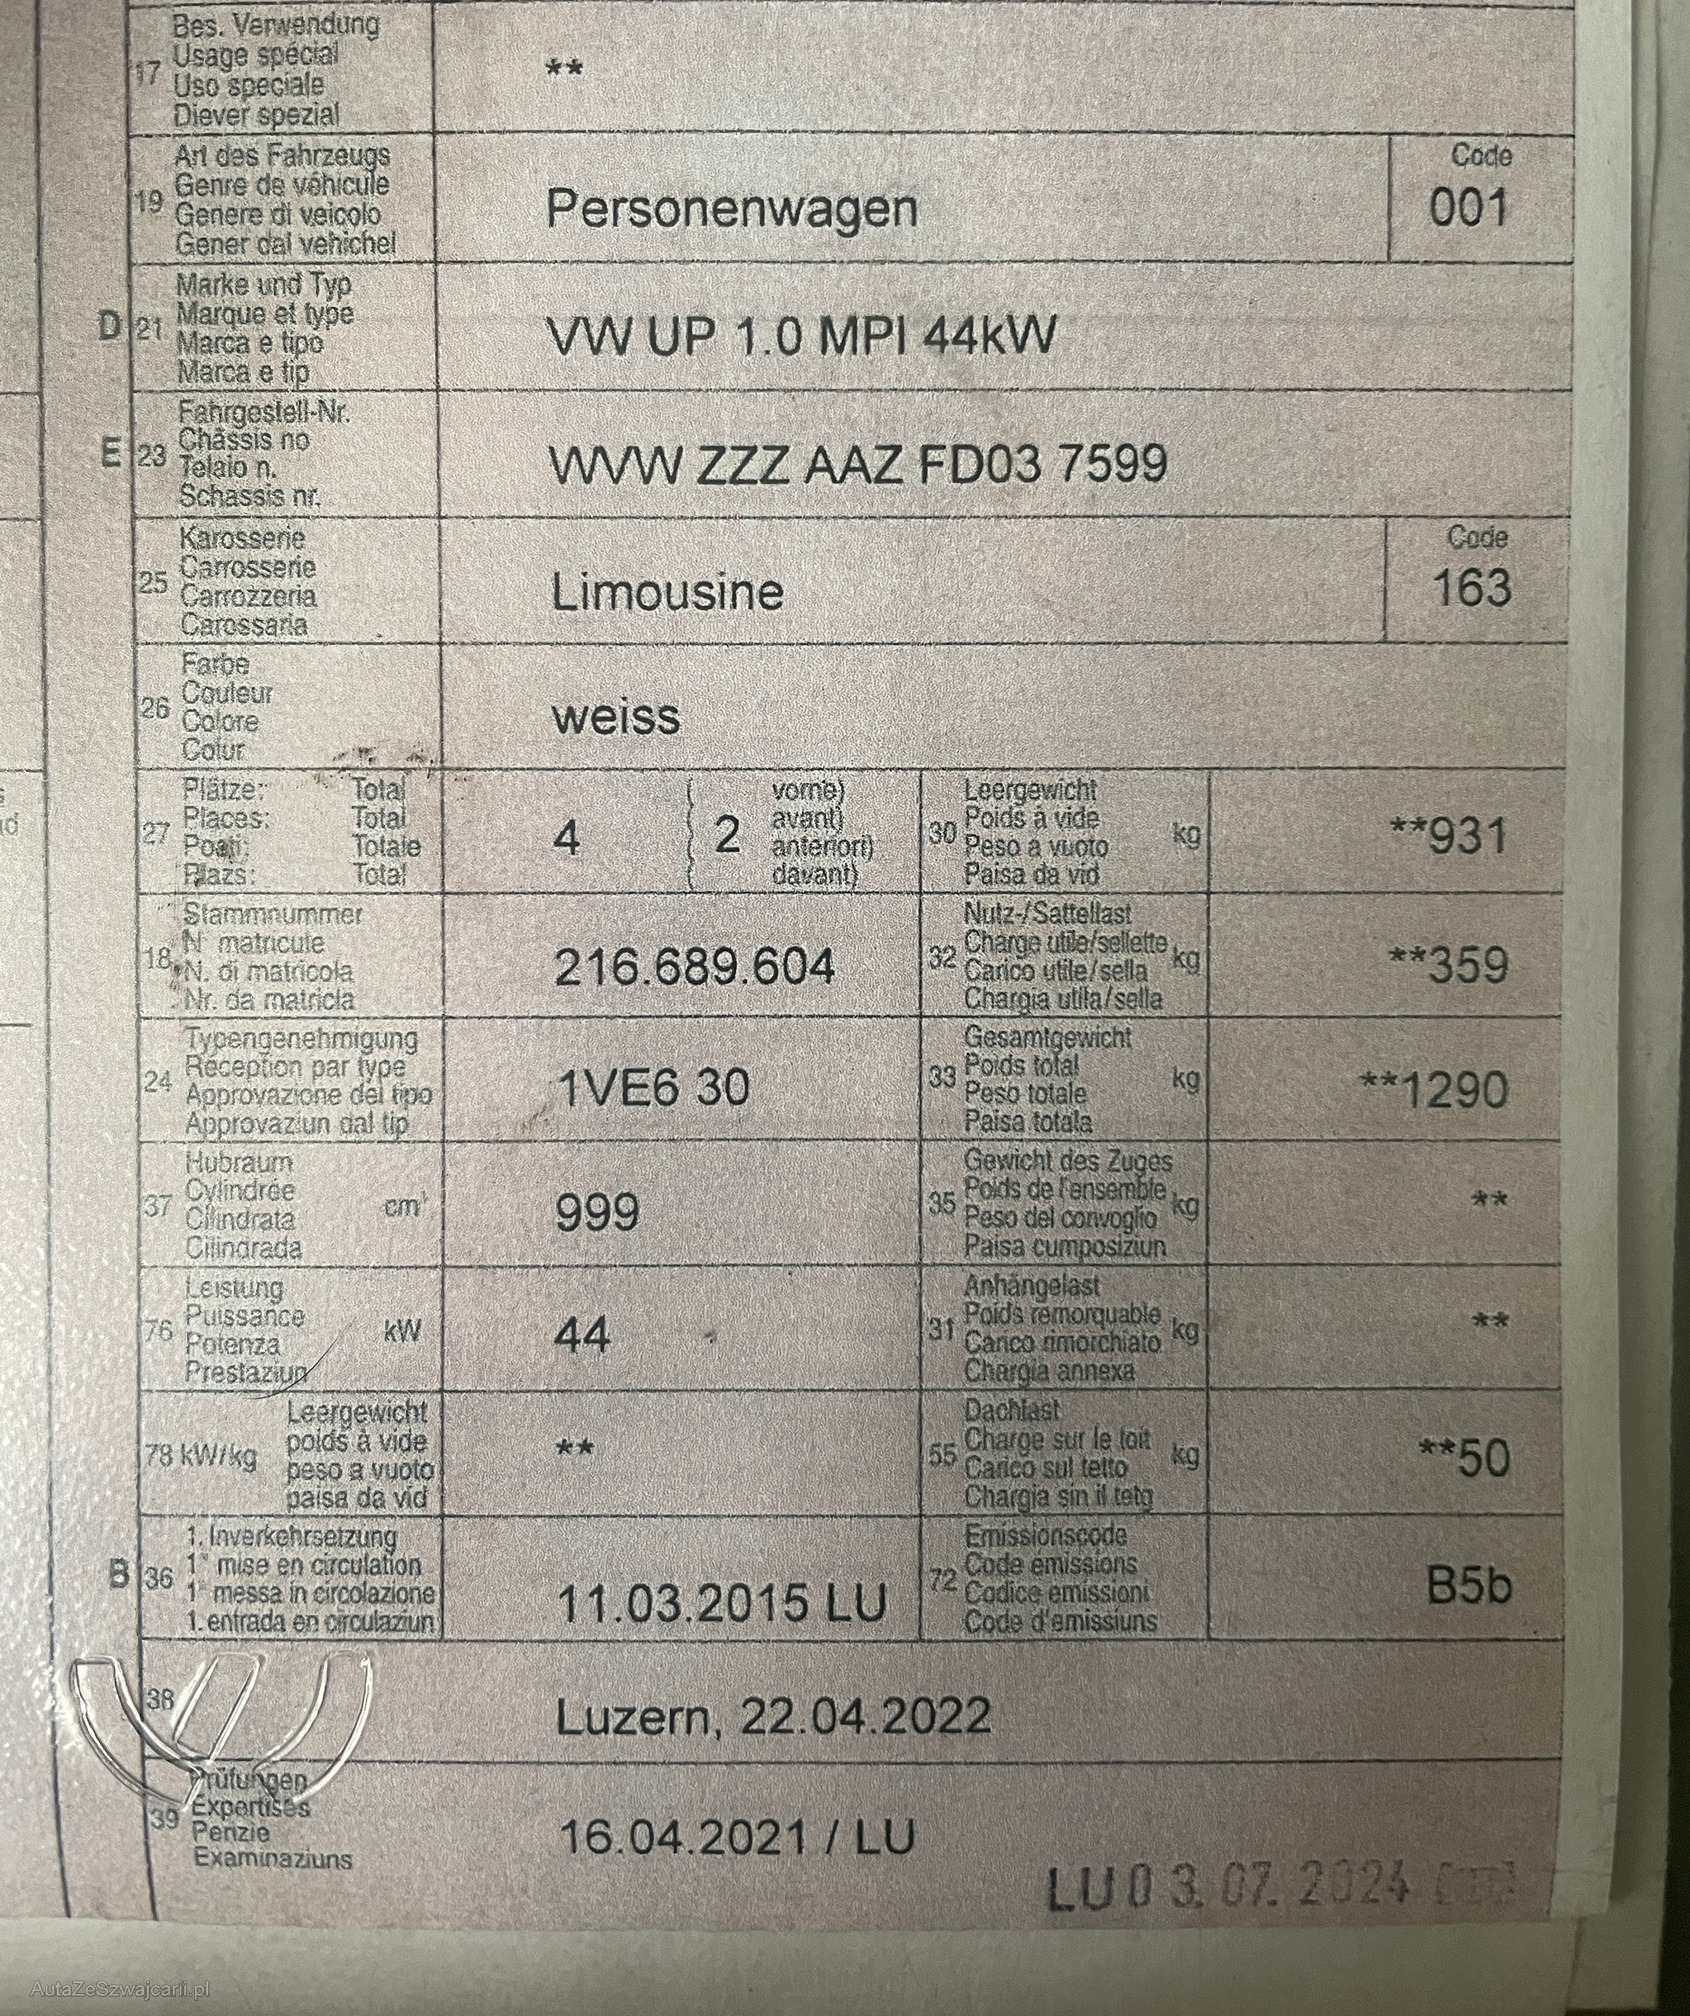 17 Bes. Verwendung
Usage spécial
Uso speciale
Diever spezial
**
19 Art des Fahrzeugs
Genre de véhicule
Genere di veicolo
Gener dal vehichel
Personenwagen
Code
001
D 21 Marke und Typ
Marque et type
Marca e tipo
Marca e tip
VW UP 1.0 MPI 44kW
E 23 Fahrgestell-Nr.
Châssis no
Telaio n.
Schassis nr.
WVW ZZZ AAZ FD03 7599
25 Karosserie
Carrosserie
Carrozzeria
Carossaria
Limousine
Code
163
26 Farbe
Couleur
Colore
Colur
weiss
27 Plätze: Total
Places: Total
Posti: Totale
Plazs: Total
4 ( 2 vorne)
avant)
anteriori)
davant)
30 Leergewicht
Poids à vide
Peso a vuoto
Paisa da vid
kg
**931
18 Stammnummer
N° matricule
N. di matricola
Nr. da matricla
216.689.604
32 Nutz-/Sattellast
Charge utile/sellette
Carico utile/sella
Chargia utila/sella
kg
**359
24 Typengenehmigung
Réception par type
Approvazione del tipo
Approvaziun dal tip
1VE6 30
33 Gesamtgewicht
Poids total
Peso totale
Paisa totala
kg
**1290
37 Hubraum
Cylindrée
Cilindrata
Cilindrada
cm³
999
35 Gewicht des Zuges
Poids de l'ensemble
Peso del convoglio
Paisa cumposiziun
kg
**
76 Leistung
Puissance
Potenza
Prestaziun
kW
44
31 Anhängelast
Poids remorquable
Carico rimorchiato
Chargia annexa
kg
**
78 kW/kg Leergewicht
poids à vide
peso a vuoto
paisa da vid
**
55 Dachlast
Charge sur le toit
Carico sul tetto
Chargia sin il tetg
kg
**50
B 36 1. Inverkehrsetzung
1° mise en circulation
1° messa in circolazione
1. entrada en circulaziun
11.03.2015 LU
72 Emissionscode
Code émissions
Codice emissioni
Code d'emissiuns
B5b
38
Luzern, 22.04.2022
39 Prüfungen
Expertises
Perizie
Examinaziuns
16.04.2021 / LU
LU 0 3. 07. 2024
AutaZeSzwajcarii.pl